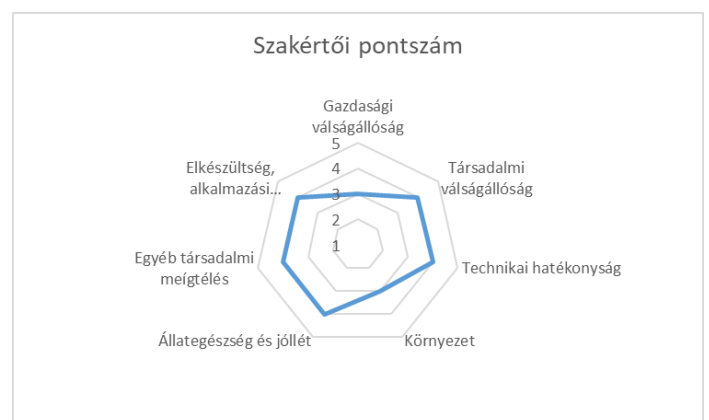 Szakértői pontszám
Gazdasági
válságállóság
5
4
3
2
1
Társadalmi
válságállóság
Technikai hatékonyság
Környezet
Állategészség és jóllét
Egyéb társadalmi
meígtélés
Elkészültség,
alkalmazási...